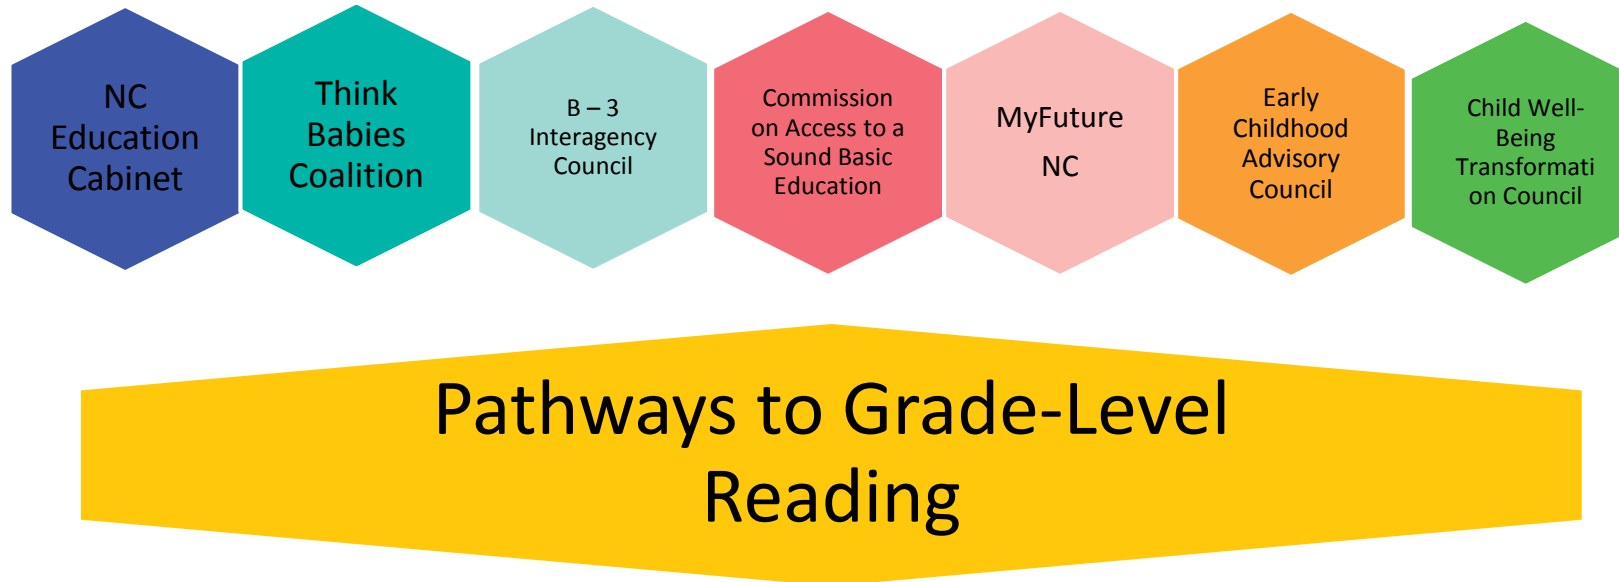 NC
Education
Cabinet
Think
Babies
Coalition
B – 3
Interagency
Council
Commission
on Access to a
Sound Basic
Education
MyFuture
NC
Early
Childhood
Advisory
Council
Child Well-
Being
Transformati
on Council
Pathways to Grade-Level
Reading